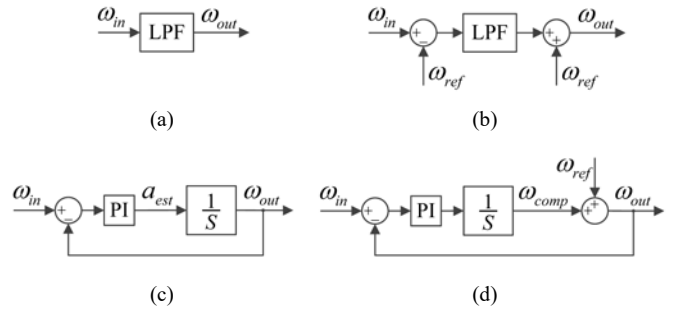 ω_in LPF ω_out
ω_in + − LPF + + ω_out
ω_ref ω_ref
(a) (b)
ω_ref
ω_in + − PI a_est 1/S ω_out
ω_in + − PI 1/S ω_comp + + ω_out
(c) (d)